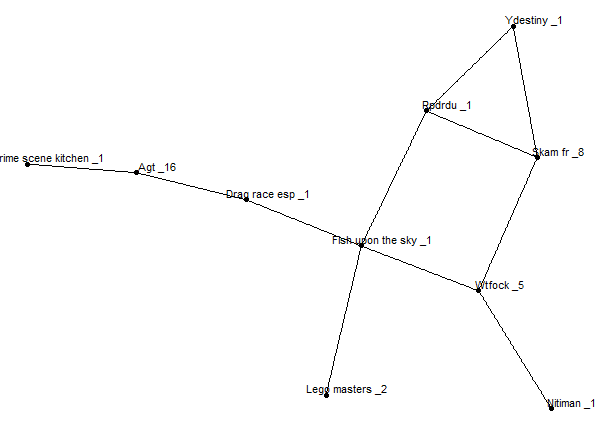 Ydestiny _1
Rpdrdu _1
Skam fr _8
rime scene kitchen _1
Agt _16
Drag race esp _1
Fish upon the sky _1
Wtfock _5
Lego masters _2
Nitiman _1